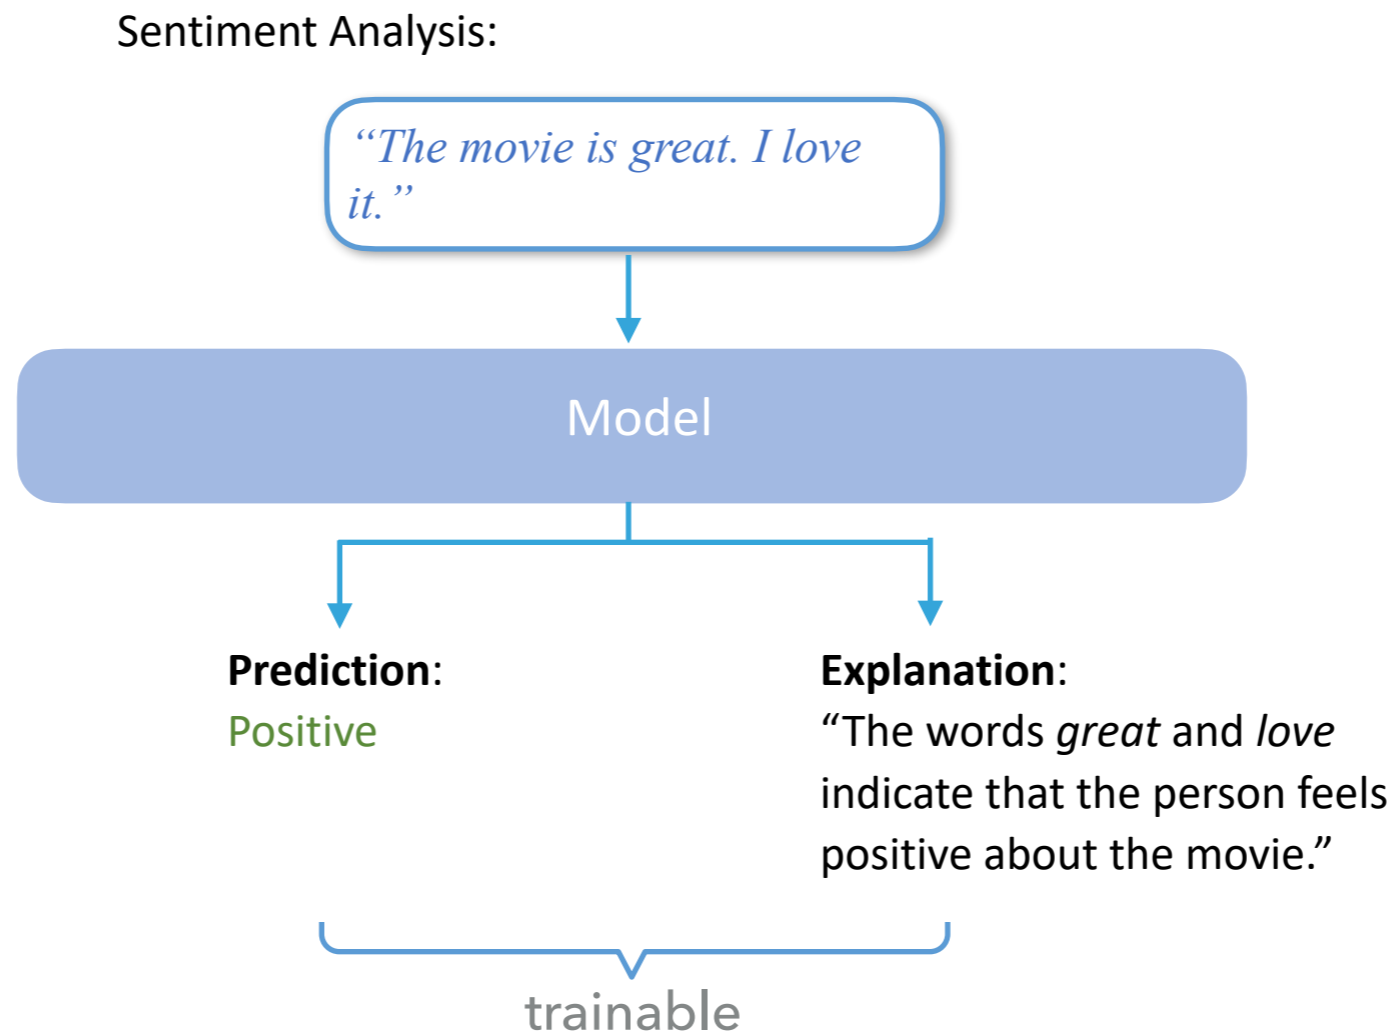 Sentiment Analysis:
“The movie is great. I love
it.”
Model
Prediction:
Positive
Explanation:
“The words great and love
indicate that the person feels
positive about the movie.”
trainable